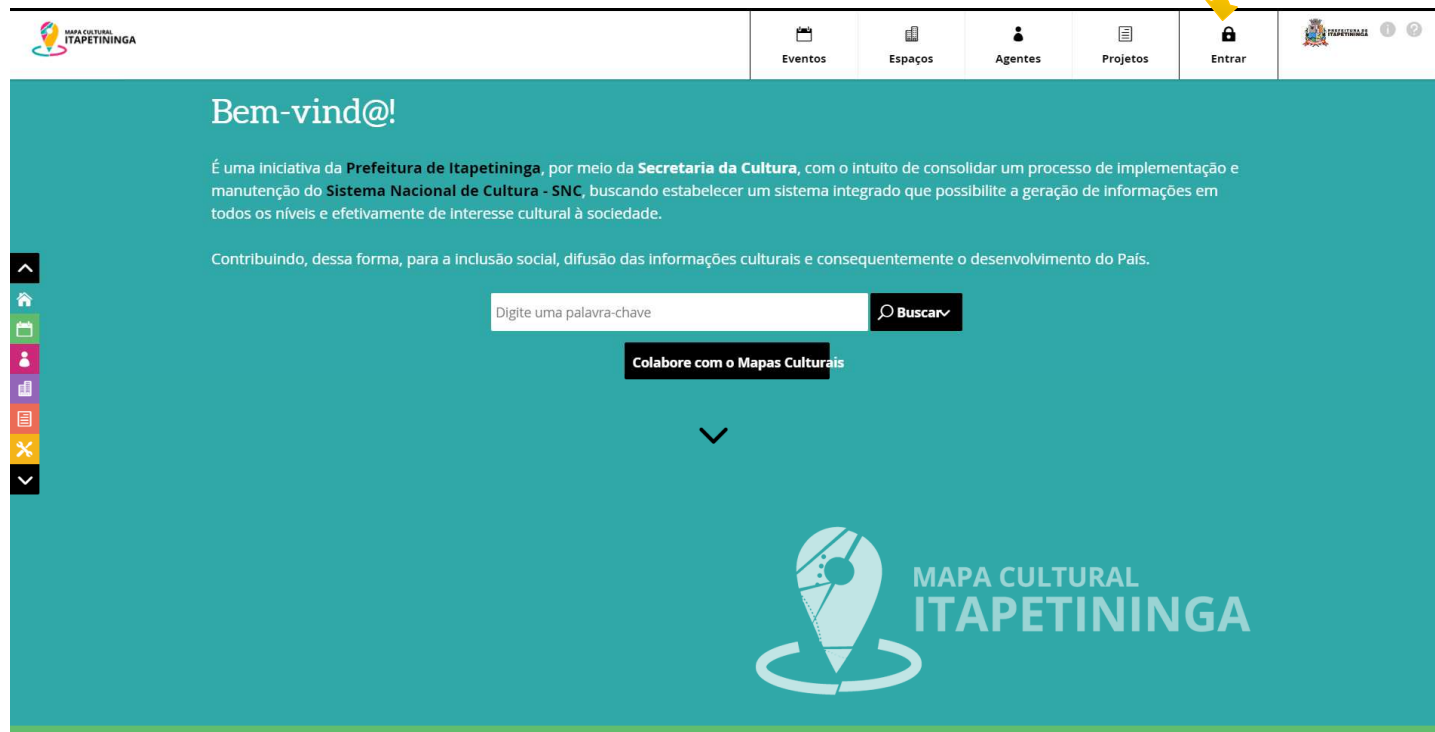 MAPA CULTURAL
ITAPETININGA
Eventos
Espaços
Agentes
Projetos
Entrar
PREFEITURA DE
ITAPETININGA
Bem-vind@!
É uma iniciativa da Prefeitura de Itapetininga, por meio da Secretaria da Cultura, com o intuito de consolidar um processo de implementação e
manutenção do Sistema Nacional de Cultura - SNC, buscando estabelecer um sistema integrado que possibilite a geração de informações em
todos os níveis e efetivamente de interesse cultural à sociedade.
Contribuindo, dessa forma, para a inclusão social, difusão das informações culturais e consequentemente o desenvolvimento do País.
Digite uma palavra-chave
Buscar
Colabore com o Mapas Culturais
MAPA CULTURAL
ITAPETININGA